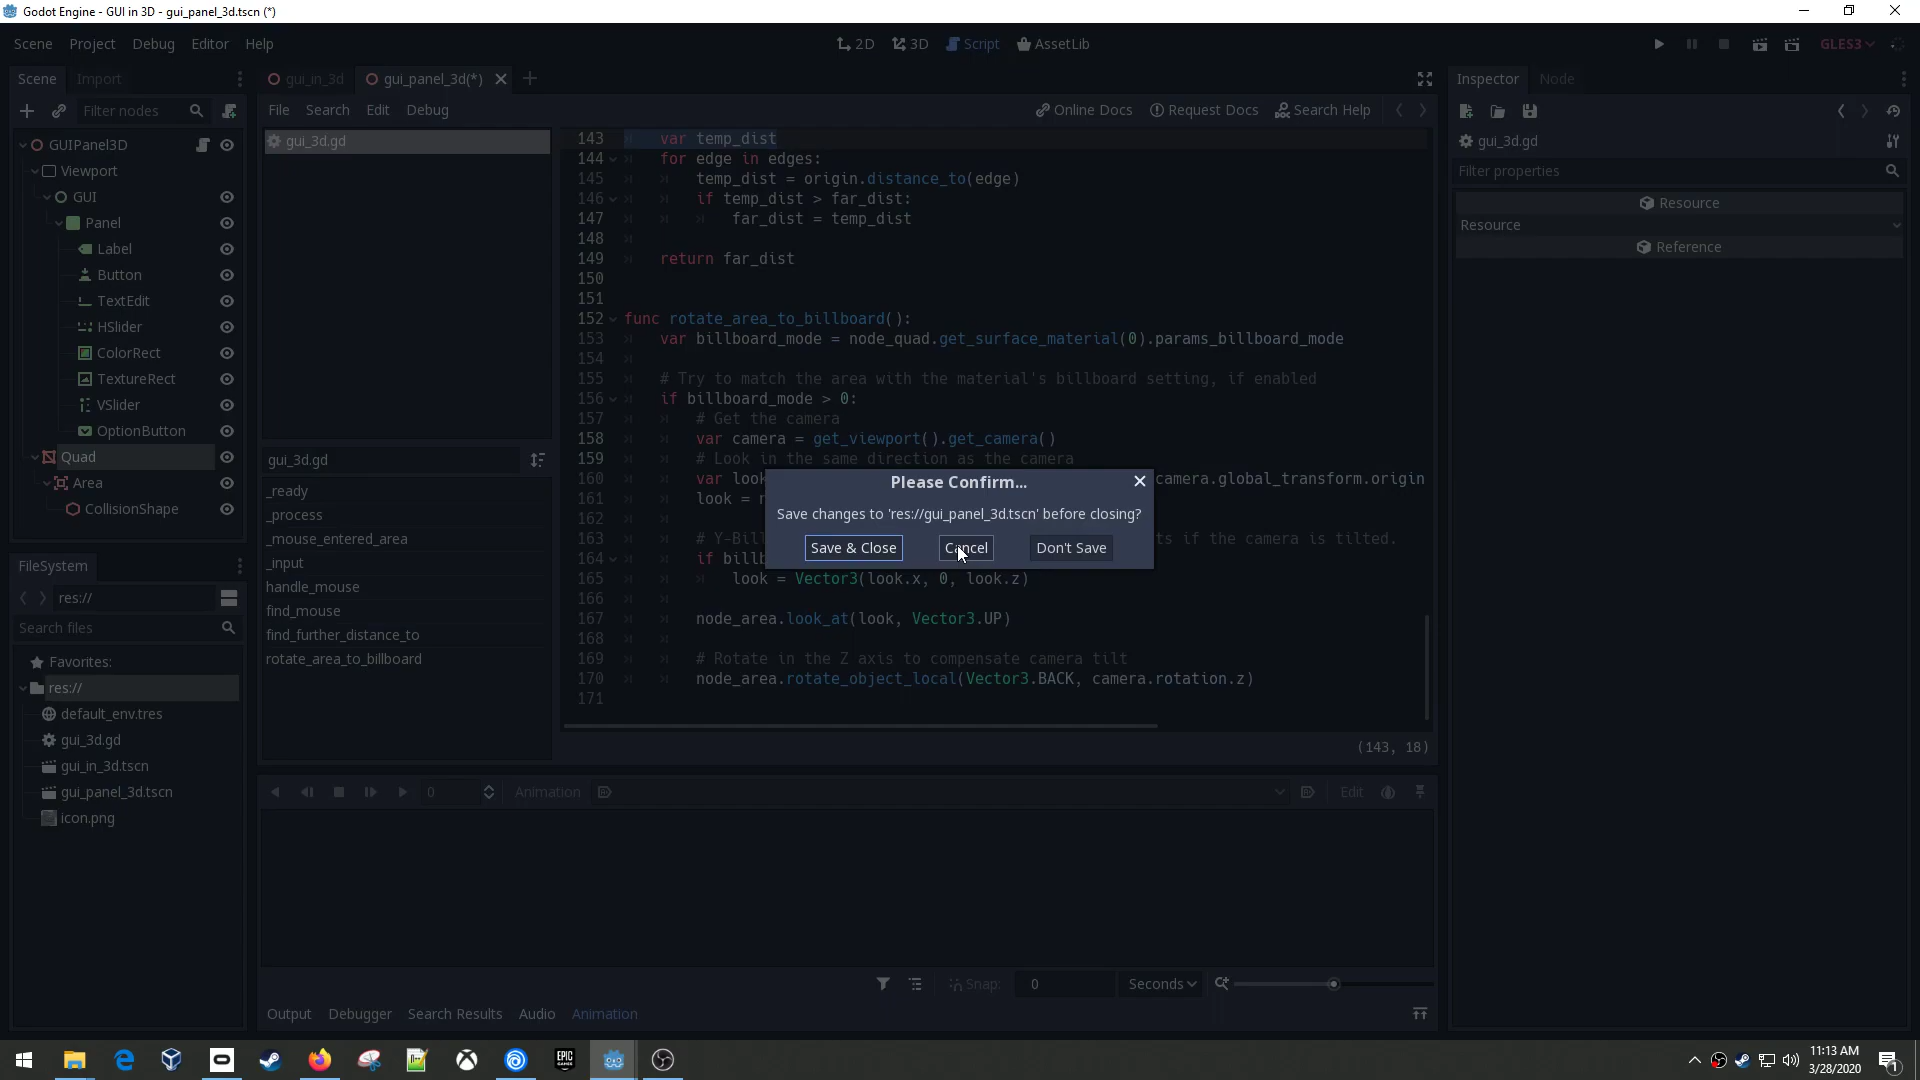 Godot Engine - GUI in 3D - gui_panel_3d.tscn (*)
Scene Project Debug Editor Help
2D 3D Script AssetLib
GLES3
Scene Import
Filter nodes
GUIPanel3D
Viewport
GUI
Panel
Label
Button
TextEdit
HSlider
ColorRect
TextureRect
VSlider
OptionButton
Quad
Area
CollisionShape
FileSystem
res://
Search files
Favorites:
res://
default_env.tres
gui_3d.gd
gui_in_3d.tscn
gui_panel_3d.tscn
icon.png
gui_in_3d gui_panel_3d(*)
File Search Edit Debug
Online Docs Request Docs Search Help
gui_3d.gd
gui_3d.gd
_ready
_process
_mouse_entered_area
_input
handle_mouse
find_mouse
find_further_distance_to
rotate_area_to_billboard
143 var temp_dist
144 for edge in edges:
145 temp_dist = origin.distance_to(edge)
146 if temp_dist > far_dist:
147 far_dist = temp_dist
148
149 return far_dist
150
151
152 func rotate_area_to_billboard():
153 var billboard_mode = node_quad.get_surface_material(0).params_billboard_mode
154
155 # Try to match the area with the material's billboard setting, if enabled
156 if billboard_mode > 0:
157 # Get the camera
158 var camera = get_viewport().get_camera()
159 # Look in the same direction as the camera
160 var look camera.global_transform.origin
161 look =
162
163 # Y-Bil ts if the camera is tilted.
164 if billb
165 look = Vector3(look.x, 0, look.z)
166
167 node_area.look_at(look, Vector3.UP)
168
169 # Rotate in the Z axis to compensate camera tilt
170 node_area.rotate_object_local(Vector3.BACK, camera.rotation.z)
171
(143, 18)
Please Confirm...
Save changes to 'res://gui_panel_3d.tscn' before closing?
Save & Close Cancel Don't Save
0 Animation Edit
Snap: 0 Seconds
Output Debugger Search Results Audio Animation
Inspector Node
gui_3d.gd
Filter properties
Resource
Resource
Reference
EPIC
GAMES
11:13 AM
3/28/2020
1